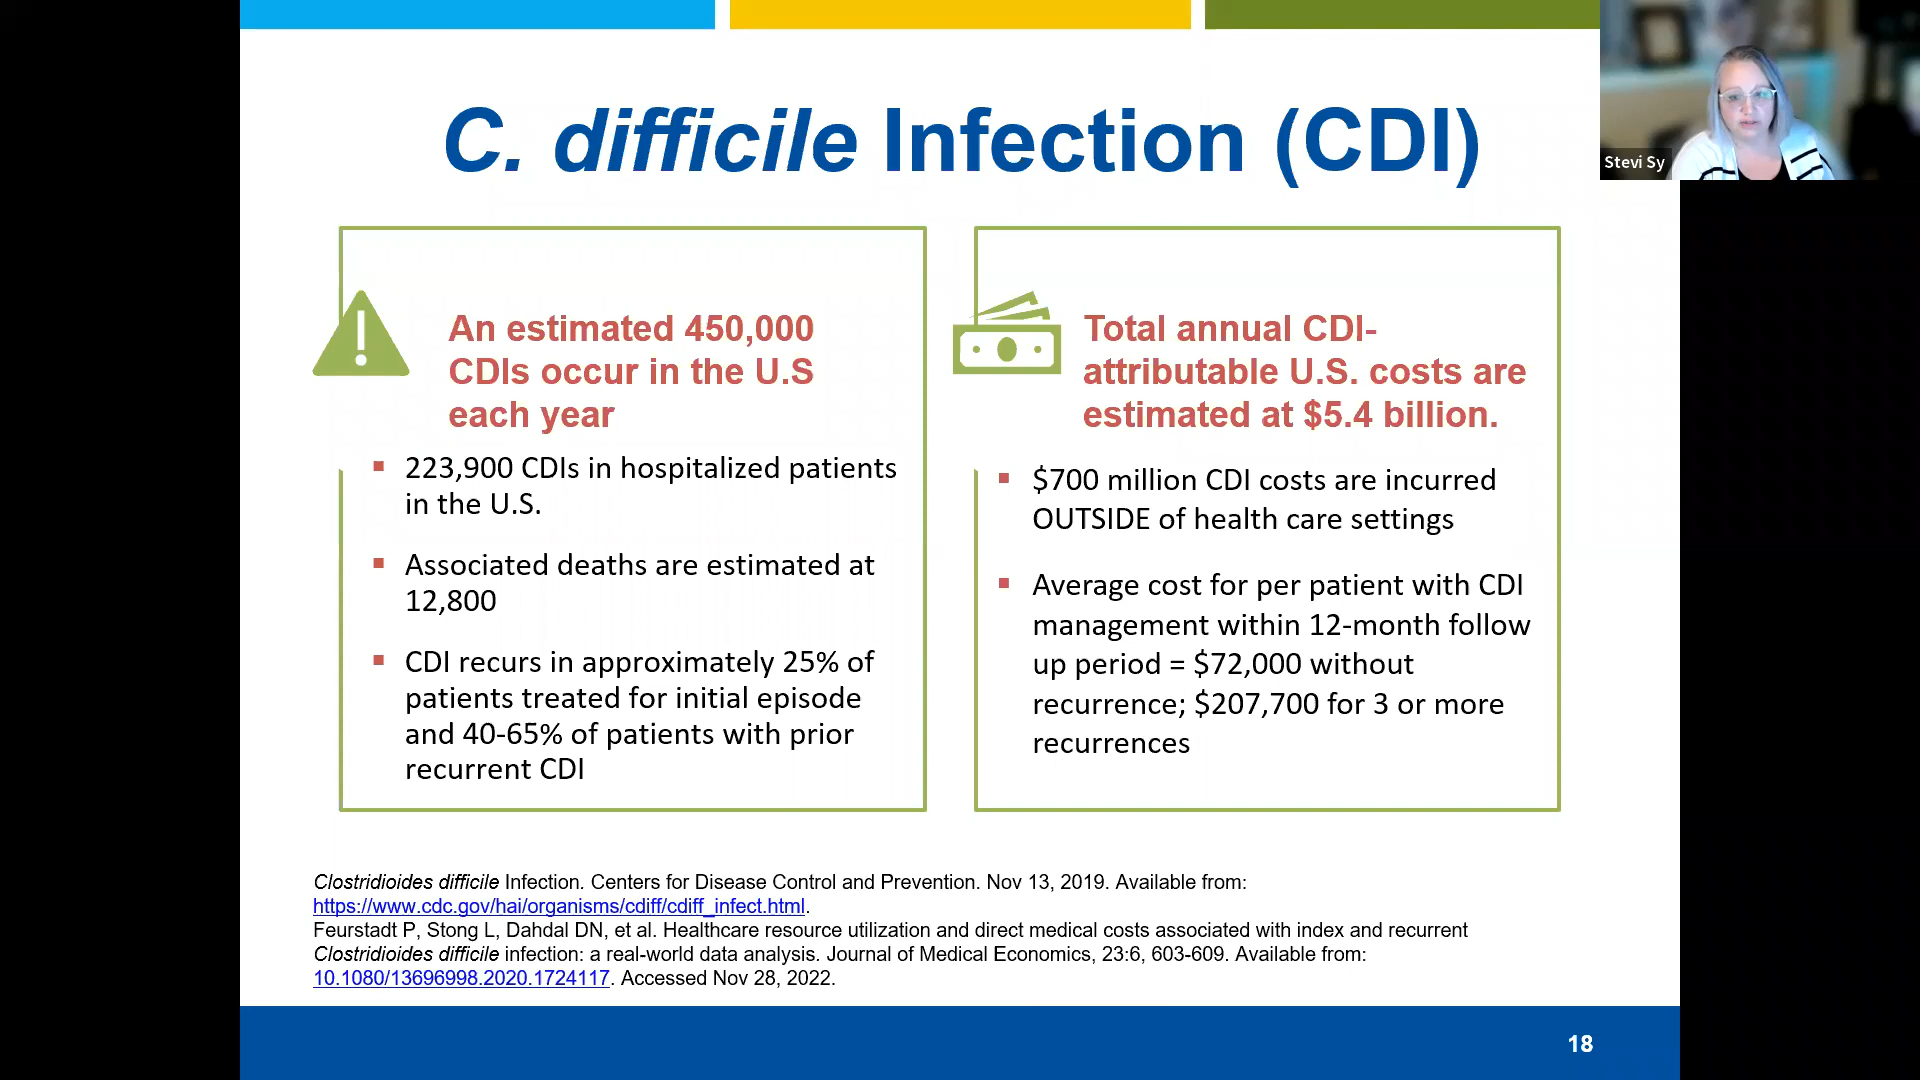 C. difficile Infection (CDI)
Stevi Sy
An estimated 450,000
CDIs occur in the U.S
each year
▪ 223,900 CDIs in hospitalized patients
in the U.S.
▪ Associated deaths are estimated at
12,800
▪ CDI recurs in approximately 25% of
patients treated for initial episode
and 40-65% of patients with prior
recurrent CDI
Total annual CDI-
attributable U.S. costs are
estimated at $5.4 billion.
▪ $700 million CDI costs are incurred
OUTSIDE of health care settings
▪ Average cost for per patient with CDI
management within 12-month follow
up period = $72,000 without
recurrence; $207,700 for 3 or more
recurrences
Clostridioides difficile Infection. Centers for Disease Control and Prevention. Nov 13, 2019. Available from:
https://www.cdc.gov/hai/organisms/cdiff/cdiff_infect.html.
Feurstadt P, Stong L, Dahdal DN, et al. Healthcare resource utilization and direct medical costs associated with index and recurrent
Clostridioides difficile infection: a real-world data analysis. Journal of Medical Economics, 23:6, 603-609. Available from:
10.1080/13696998.2020.1724117. Accessed Nov 28, 2022.
18